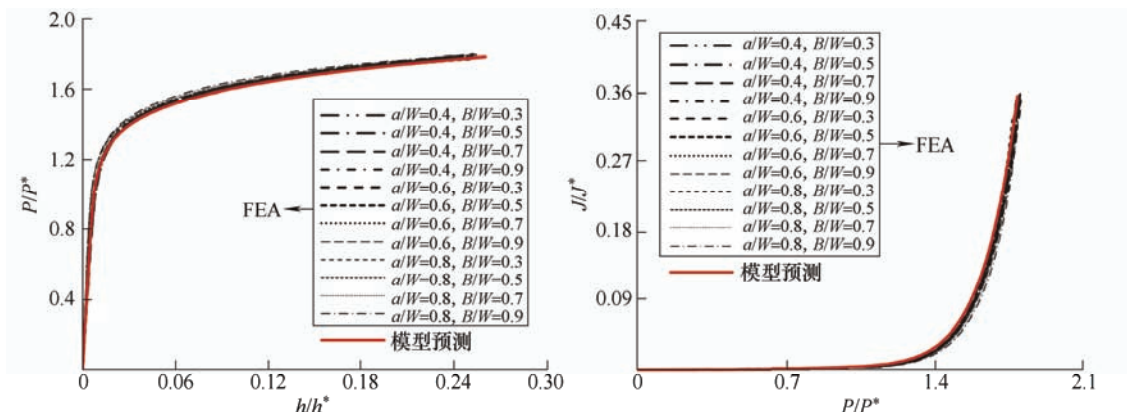 2.0
1.6
1.2
0.8
0.4
0
0.06
0.12
0.18
0.24
0.30
P/P*
h/h*
a/W=0.4, B/W=0.3
a/W=0.4, B/W=0.5
a/W=0.4, B/W=0.7
a/W=0.4, B/W=0.9
a/W=0.6, B/W=0.3
a/W=0.6, B/W=0.5
a/W=0.6, B/W=0.7
a/W=0.6, B/W=0.9
a/W=0.8, B/W=0.3
a/W=0.8, B/W=0.5
a/W=0.8, B/W=0.7
a/W=0.8, B/W=0.9
FEA
模型预测
0.45
0.36
0.27
0.18
0.09
0
0.7
1.4
2.1
J/J*
P/P*
a/W=0.4, B/W=0.3
a/W=0.4, B/W=0.5
a/W=0.4, B/W=0.7
a/W=0.4, B/W=0.9
a/W=0.6, B/W=0.3
a/W=0.6, B/W=0.5
a/W=0.6, B/W=0.7
a/W=0.6, B/W=0.9
a/W=0.8, B/W=0.3
a/W=0.8, B/W=0.5
a/W=0.8, B/W=0.7
a/W=0.8, B/W=0.9
FEA
模型预测